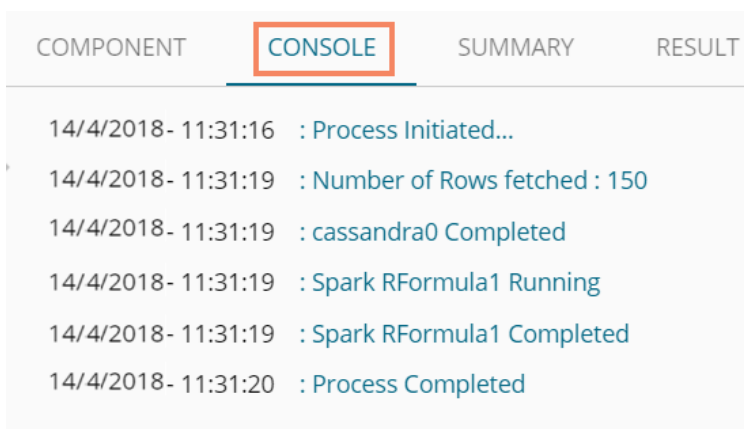 COMPONENT CONSOLE SUMMARY RESULT
14/4/2018- 11:31:16 : Process Initiated...
14/4/2018- 11:31:19 : Number of Rows fetched : 150
14/4/2018- 11:31:19 : cassandra0 Completed
14/4/2018- 11:31:19 : Spark RFormula1 Running
14/4/2018- 11:31:19 : Spark RFormula1 Completed
14/4/2018- 11:31:20 : Process Completed